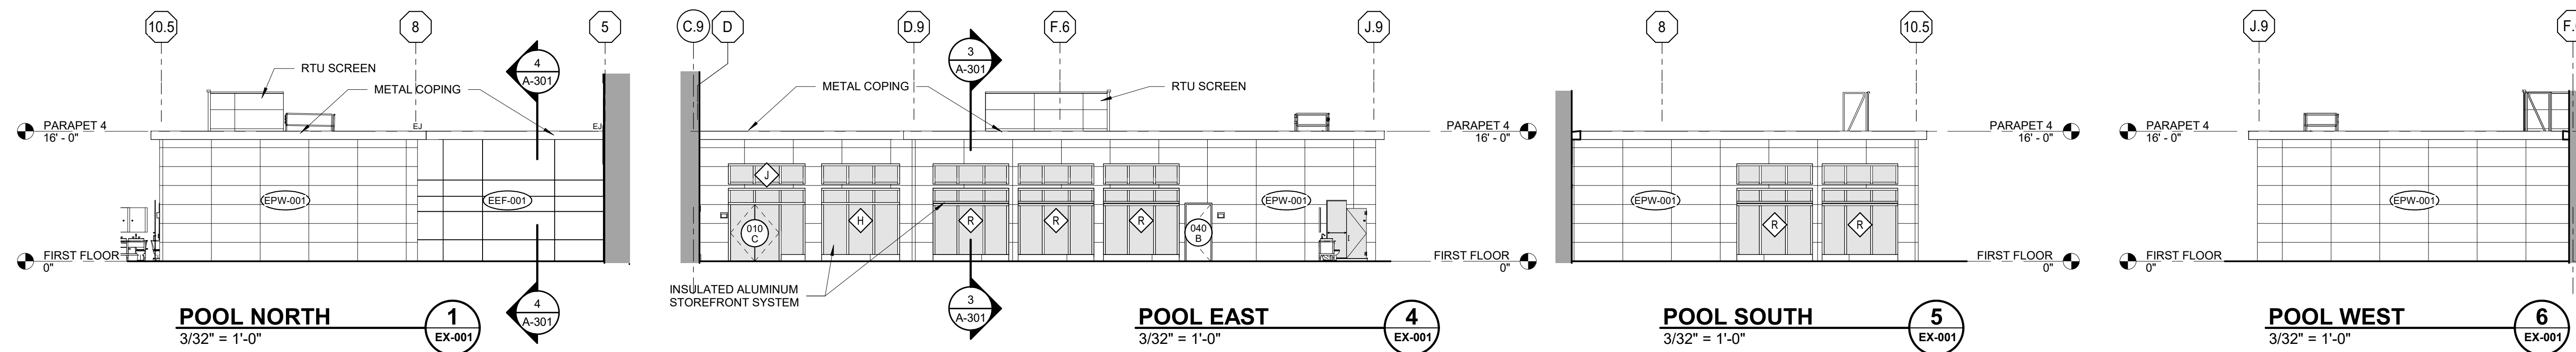 10.5
8
5
4
A-301
RTU SCREEN
METAL COPING
EJ
EJ
PARAPET 4
16' - 0"
EPW-001
EEF-001
FIRST FLOOR
0"
4
A-301
POOL NORTH
3/32" = 1'-0"
1
EX-001
C.9
D
D.9
F.6
J.9
3
A-301
METAL COPING
RTU SCREEN
PARAPET 4
16' - 0"
J
H
R
R
R
EPW-001
010
C
040
B
FIRST FLOOR
0"
INSULATED ALUMINUM
STOREFRONT SYSTEM
3
A-301
POOL EAST
3/32" = 1'-0"
4
EX-001
8
10.5
PARAPET 4
16' - 0"
EPW-001
R
R
FIRST FLOOR
0"
POOL SOUTH
3/32" = 1'-0"
5
EX-001
J.9
PARAPET 4
16' - 0"
EPW-001
FIRST FLOOR
0"
POOL WEST
3/32" = 1'-0"
6
EX-001